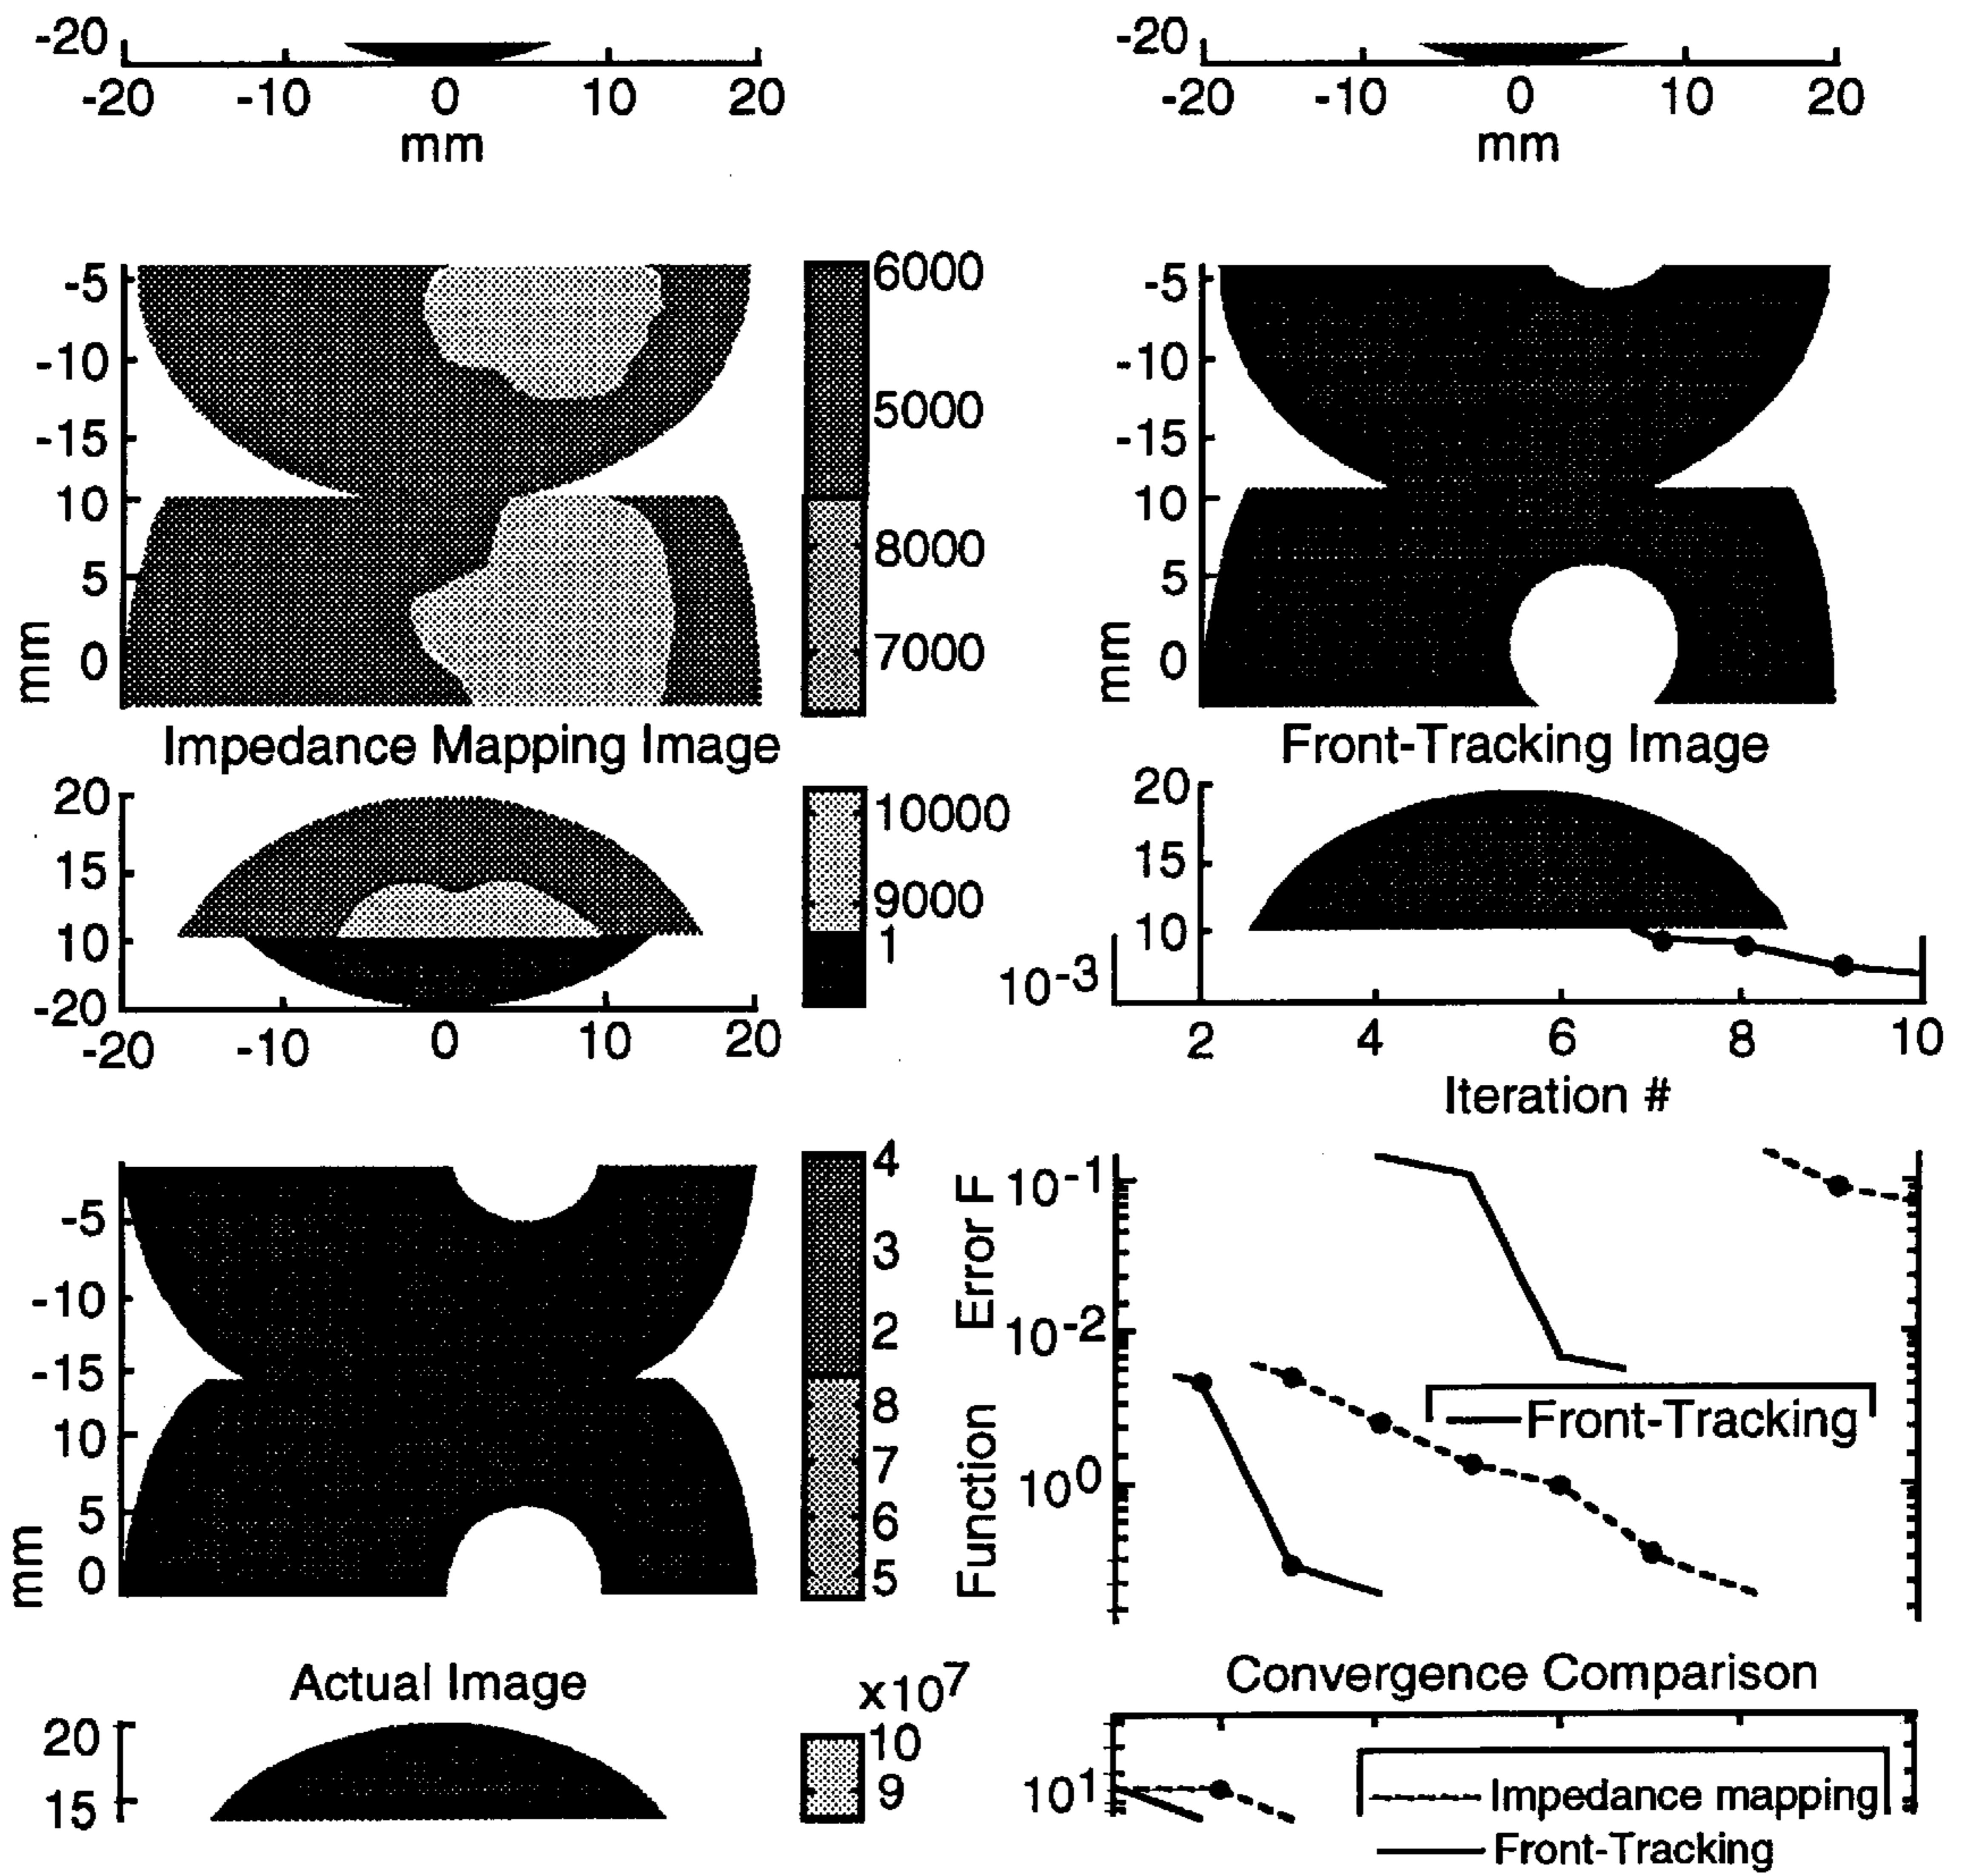 -20
-20 -10 0 10 20
mm
-20
-20 -10 0 10 20
mm
-5
-10
-15
10
5
0
mm
6000
5000
8000
7000
-5
-10
-15
10
5
0
mm
Impedance Mapping Image
Front-Tracking Image
20
15
10
-20
-20 -10 0 10 20
10000
9000
1
20
15
10
10-3
2 4 6 8 10
Iteration #
-5
-10
-15
10
5
0
mm
4
3
2
8
7
6
5
Function Error F
10-1
10-2
100
Front-Tracking
Actual Image
x107
20
15
10
9
Convergence Comparison
101
Impedance mapping
Front-Tracking